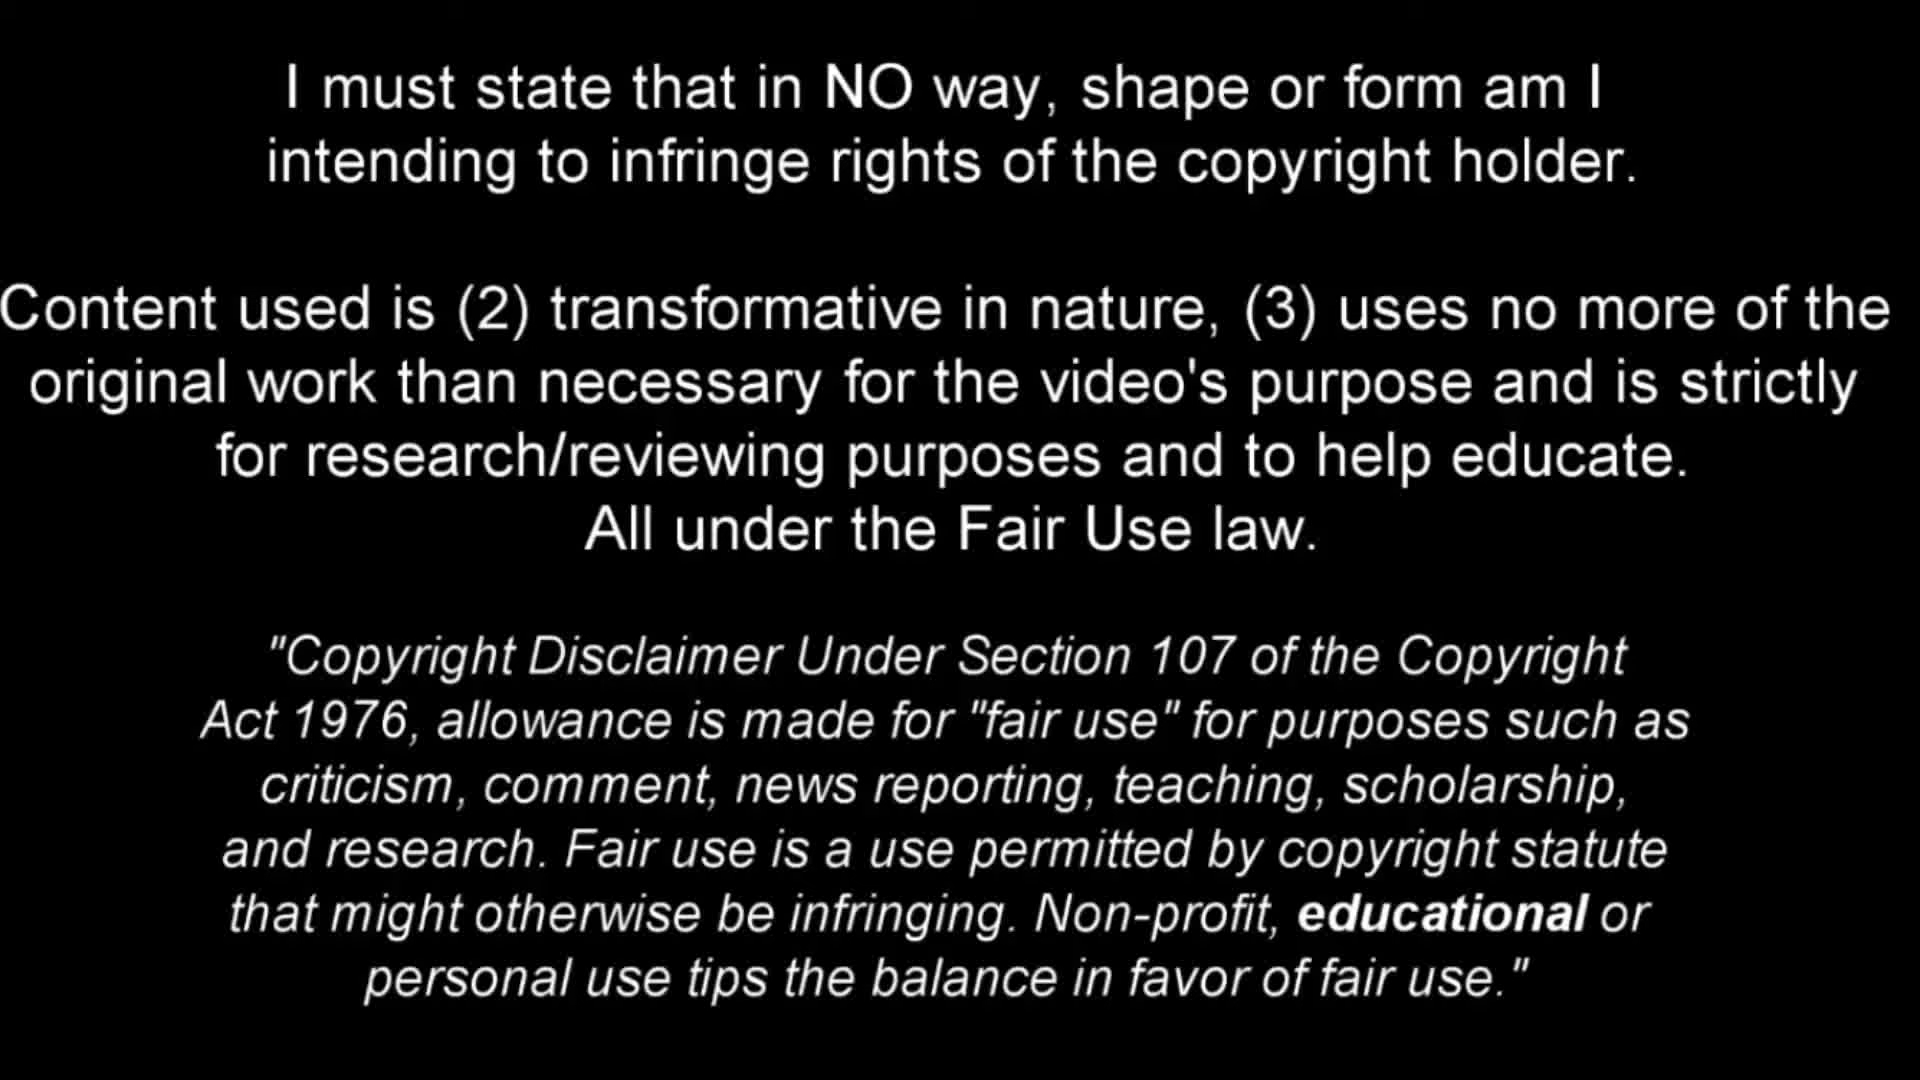 I must state that in NO way, shape or form am I
intending to infringe rights of the copyright holder.
Content used is (2) transformative in nature, (3) uses no more of the
original work than necessary for the video's purpose and is strictly
for research/reviewing purposes and to help educate.
All under the Fair Use law.
"Copyright Disclaimer Under Section 107 of the Copyright
Act 1976, allowance is made for "fair use" for purposes such as
criticism, comment, news reporting, teaching, scholarship,
and research. Fair use is a use permitted by copyright statute
that might otherwise be infringing. Non-profit, educational or
personal use tips the balance in favor of fair use."